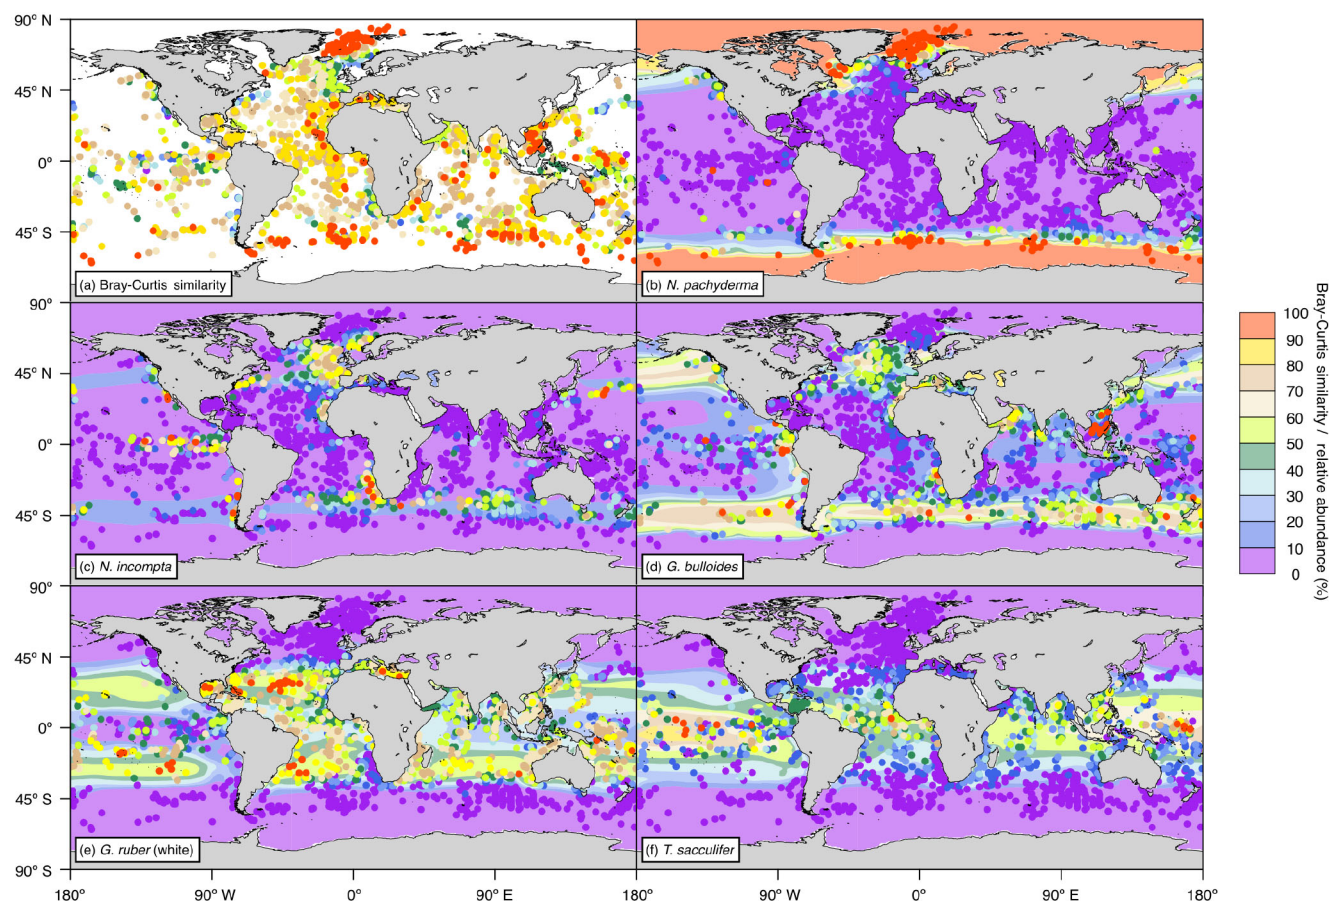 90° N
45° N
0°
45° S
(a) Bray-Curtis similarity
(b) N. pachyderma
90°
45° N
0°
45° S
(c) N. incompta
(d) G. bulloides
90°
45° N
0°
45° S
90° S
(e) G. ruber (white)
(f) T. sacculifer
180°
90° W
0°
90° E
180°
90° W
0°
90° E
180°
100
90
80
70
60
50
40
30
20
10
0
Bray-Curtis similarity / relative abundance (%)